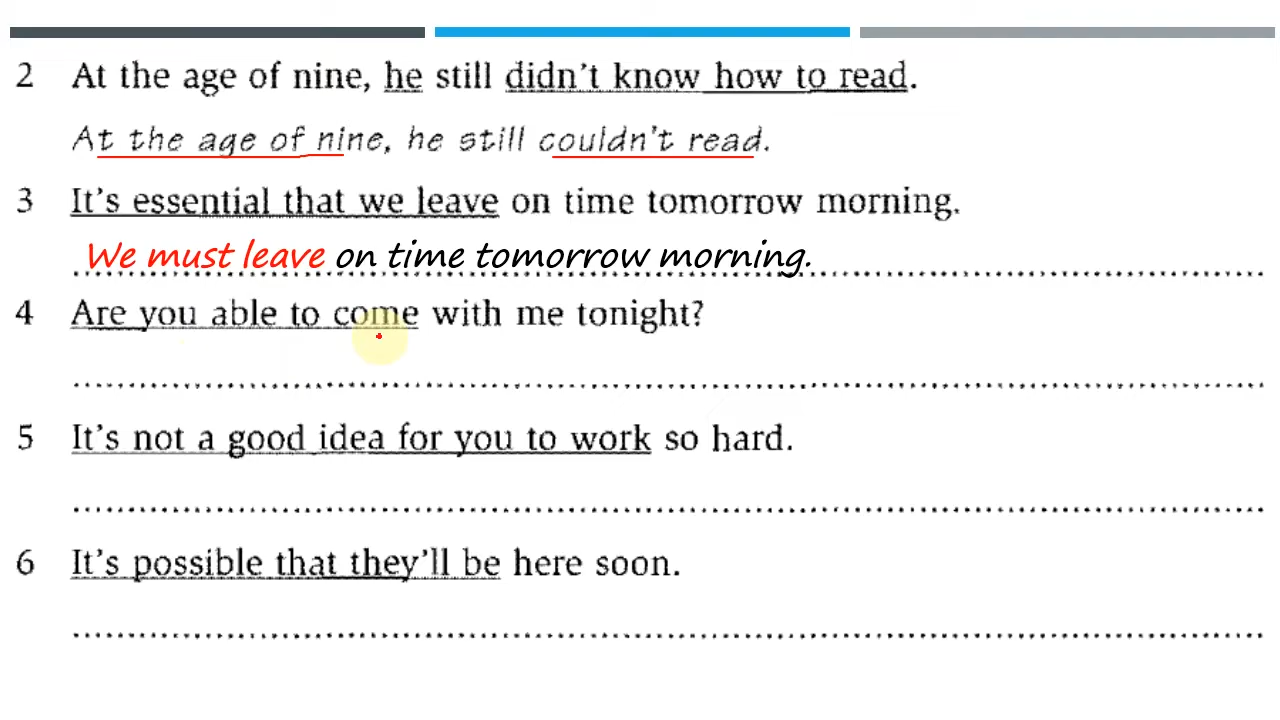 2 At the age of nine, he still didn't know how to read.
At the age of nine, he still couldn't read.
3 It's essential that we leave on time tomorrow morning.
We must leave on time tomorrow morning.
4 Are you able to come with me tonight?
5 It's not a good idea for you to work so hard.
6 It's possible that they'll be here soon.